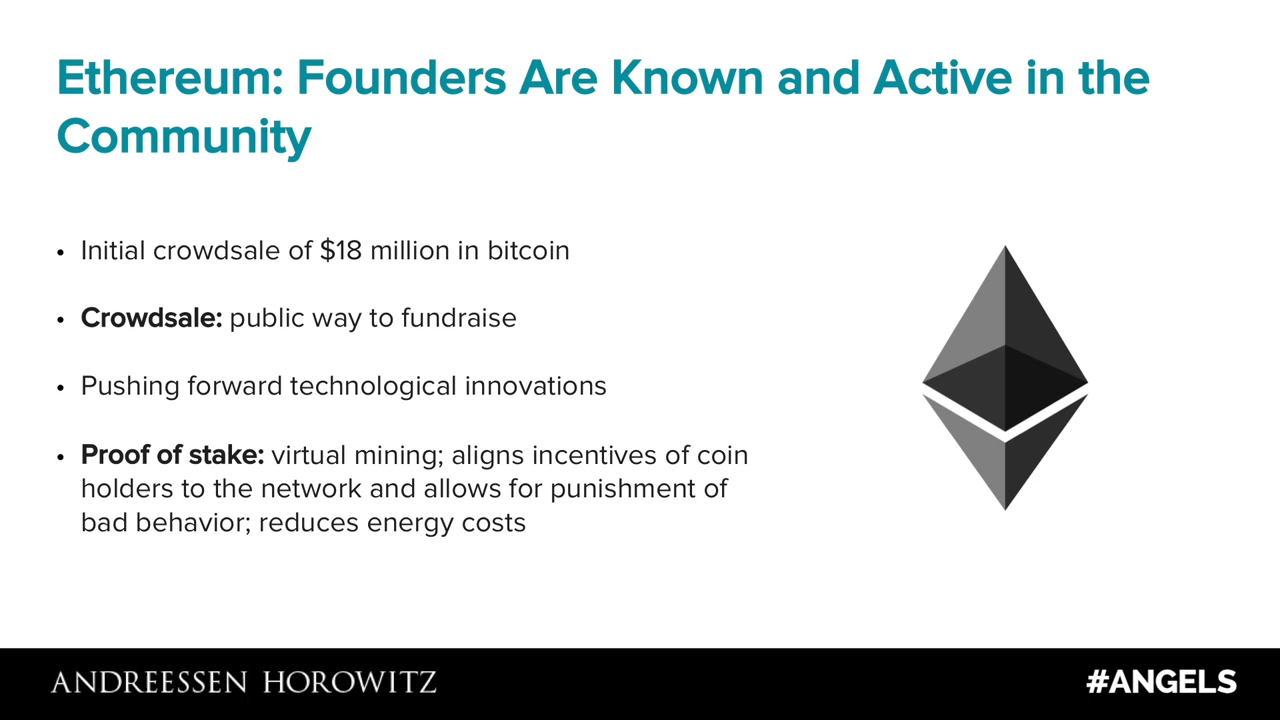 Ethereum: Founders Are Known and Active in the
Community
• Initial crowdsale of $18 million in bitcoin
• Crowdsale: public way to fundraise
• Pushing forward technological innovations
• Proof of stake: virtual mining; aligns incentives of coin
holders to the network and allows for punishment of
bad behavior; reduces energy costs
ANDREESSEN HOROWITZ
#ANGELS